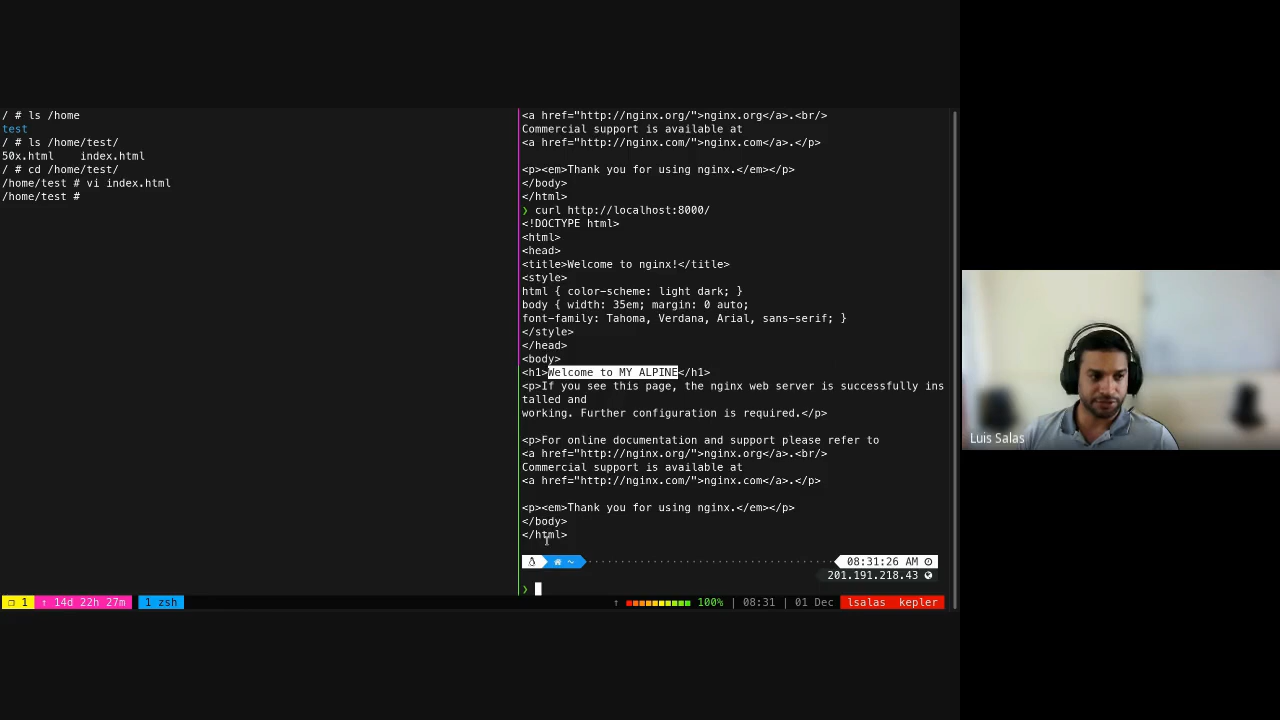 / # ls /home
test
/ # ls /home/test/
50x.html    index.html
/ # cd /home/test/
/home/test # vi index.html
/home/test #
<a href="http://nginx.org/">nginx.org</a>.<br/>
Commercial support is available at
<a href="http://nginx.com/">nginx.com</a>.</p>

<p><em>Thank you for using nginx.</em></p>
</body>
</html>
❯ curl http://localhost:8000/
<!DOCTYPE html>
<html>
<head>
<title>Welcome to nginx!</title>
<style>
html { color-scheme: light dark; }
body { width: 35em; margin: 0 auto;
font-family: Tahoma, Verdana, Arial, sans-serif; }
</style>
</head>
<body>
<h1>Welcome to MY ALPINE</h1>
<p>If you see this page, the nginx web server is successfully ins
talled and
working. Further configuration is required.</p>

<p>For online documentation and support please refer to
<a href="http://nginx.org/">nginx.org</a>.<br/>
Commercial support is available at
<a href="http://nginx.com/">nginx.com</a>.</p>

<p><em>Thank you for using nginx.</em></p>
</body>
</html>
~ 08:31:26 AM
201.191.218.43
❯
1 ↑ 14d 22h 27m 1 zsh ↑ 100% | 08:31 | 01 Dec lsalas kepler
Luis Salas